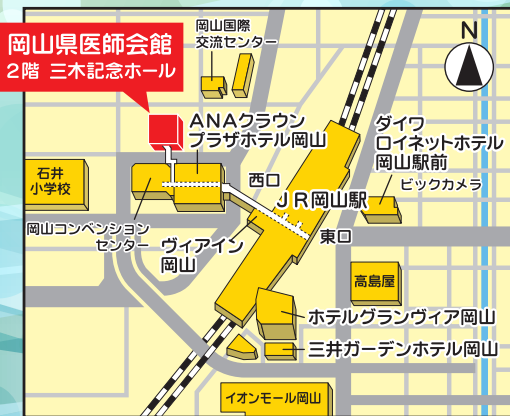 岡山県医師会館
2階 三木記念ホール
岡山国際
交流センター
N
ANAクラウン
プラザホテル岡山
ダイワ
ロイネットホテル
岡山駅前
ビックカメラ
石井
小学校
西口
JR岡山駅
岡山コンベンション
センター
ヴィアイン
岡山
東口
高島屋
ホテルグランヴィア岡山
三井ガーデンホテル岡山
イオンモール岡山